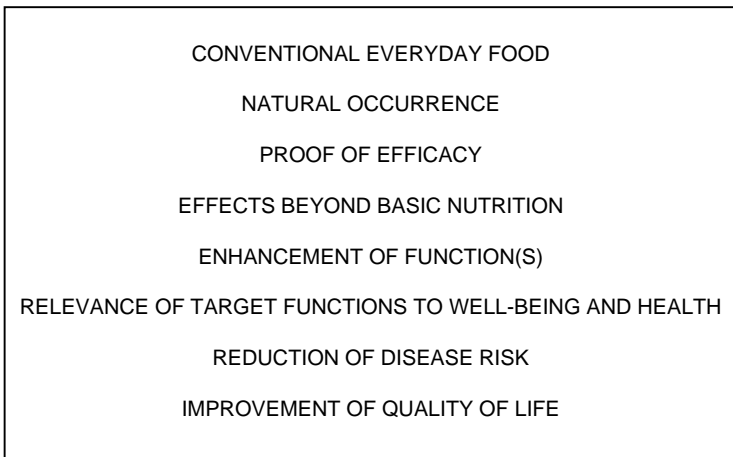 CONVENTIONAL EVERYDAY FOOD
NATURAL OCCURRENCE
PROOF OF EFFICACY
EFFECTS BEYOND BASIC NUTRITION
ENHANCEMENT OF FUNCTION(S)
RELEVANCE OF TARGET FUNCTIONS TO WELL-BEING AND HEALTH
REDUCTION OF DISEASE RISK
IMPROVEMENT OF QUALITY OF LIFE